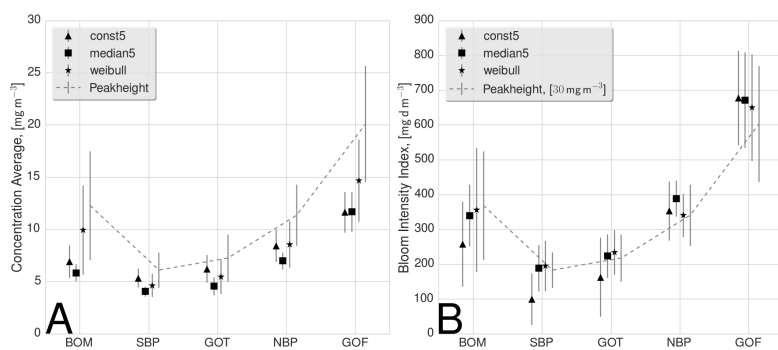 30
25
20
15
10
5
0
Concentration Average, [mg m⁻³]
const5
median5
weibull
Peakheight
A
BOM SBP GOT NBP GOF
900
800
700
600
500
400
300
200
100
0
Bloom Intensity Index, [mg d m⁻³]
const5
median5
weibull
Peakheight, [30 mg m⁻³]
B
BOM SBP GOT NBP GOF